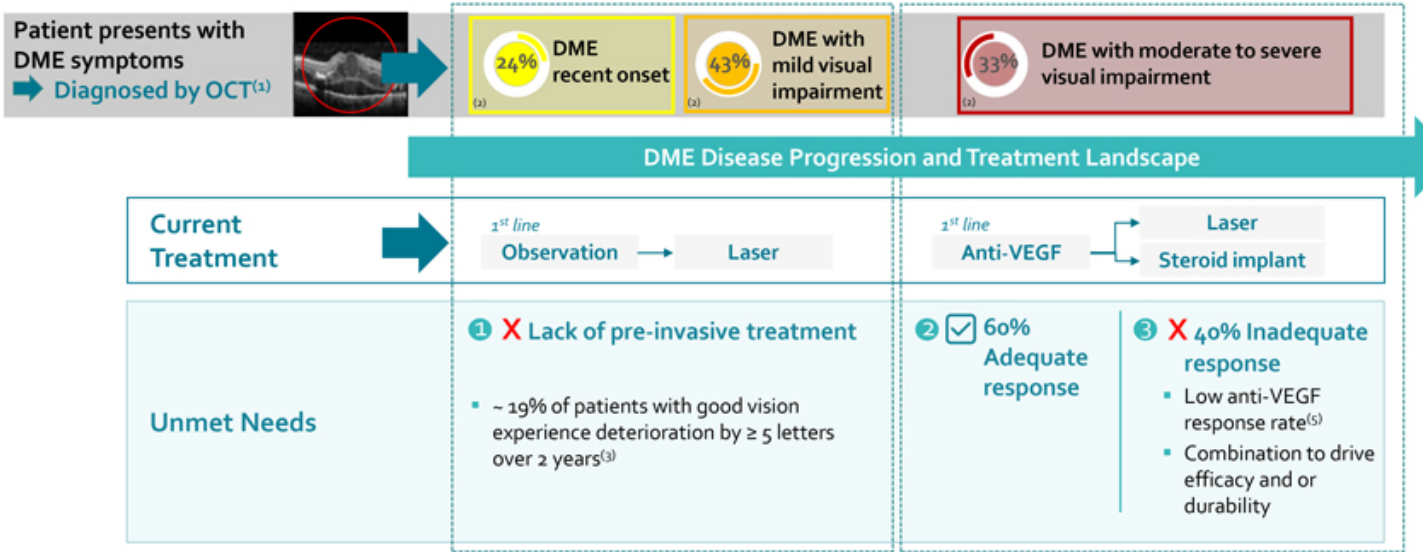 Patient presents with
DME symptoms
Diagnosed by OCT(1)
24%
(2)
DME
recent onset
43%
(2)
DME with
mild visual
impairment
33%
(2)
DME with moderate to severe
visual impairment
DME Disease Progression and Treatment Landscape
Current
Treatment
1st line
Observation
Laser
1st line
Anti-VEGF
Laser
Steroid implant
Unmet Needs
1 X Lack of pre-invasive treatment
▪ ~ 19% of patients with good vision
experience deterioration by ≥ 5 letters
over 2 years(3)
2 60%
Adequate
response
3 X 40% Inadequate
response
▪ Low anti-VEGF
response rate(5)
▪ Combination to drive
efficacy and or
durability